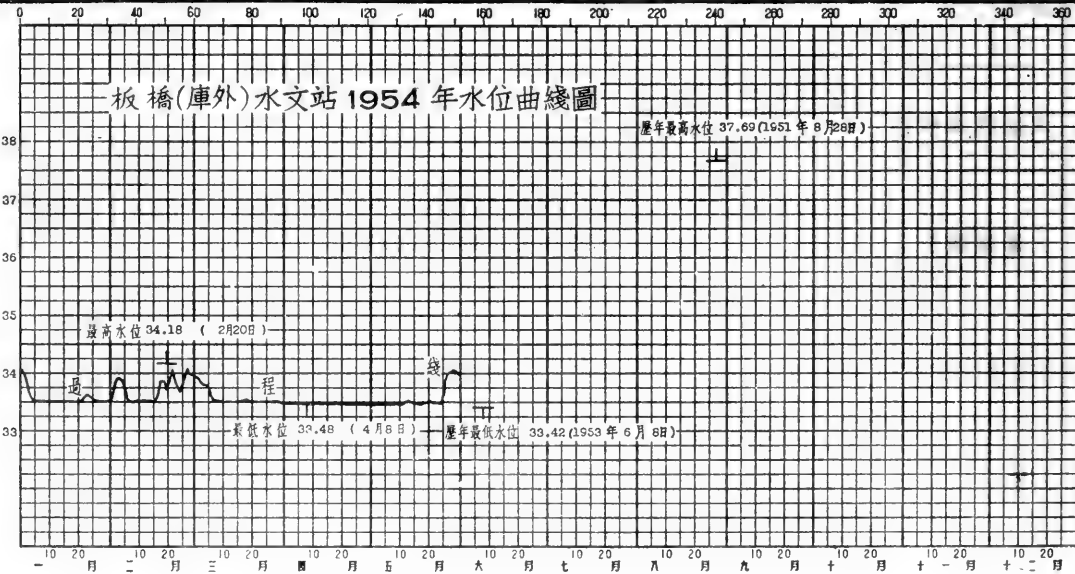 0 20 40 60 80 100 120 140 160 180 200 220 240 260 280 300 320 340 360
板橋(庫外)水文站 1954 年水位曲綫圖
歷年最高水位 37.69(1951 年 8月28日)
38
37
36
35
最高水位 34.18 ( 2月20日)
34
過 程 綫
最低水位 33.48 ( 4月8日)
歷年最低水位 33.42(1953 年 6 月 8日)
33
10 20 10 20 10 20 10 20 10 20 10 20 10 20 10 20 10 20 10 20 10 20 10 20
一月 二月 三月 四月 五月 六月 七月 八月 九月 十月 十一月 十二月